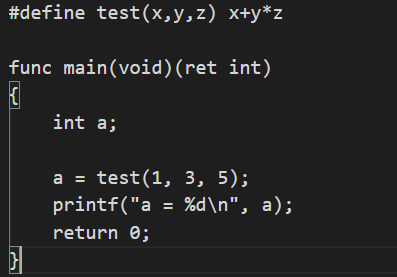 #define test(x,y,z) x+y*z
func main(void)(ret int)
{
int a;
a = test(1, 3, 5);
printf("a = %d\n", a);
return 0;
}